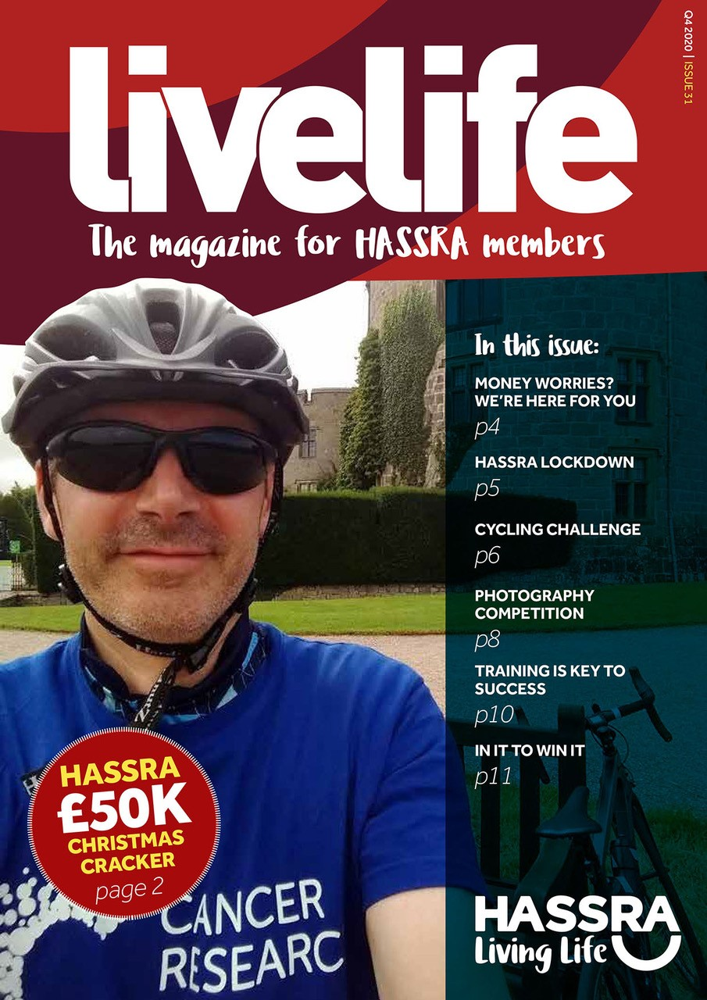 Q4 2020 | ISSUE 31
livelife
The magazine for HASSRA members
In this issue:
MONEY WORRIES?
WE'RE HERE FOR YOU
p4
HASSRA LOCKDOWN
p5
CYCLING CHALLENGE
p6
PHOTOGRAPHY
COMPETITION
p8
TRAINING IS KEY TO
SUCCESS
p10
IN IT TO WIN IT
p11
HASSRA
£50K
CHRISTMAS
CRACKER
page 2
CANCER
RESEARC
HASSRA
Living Life